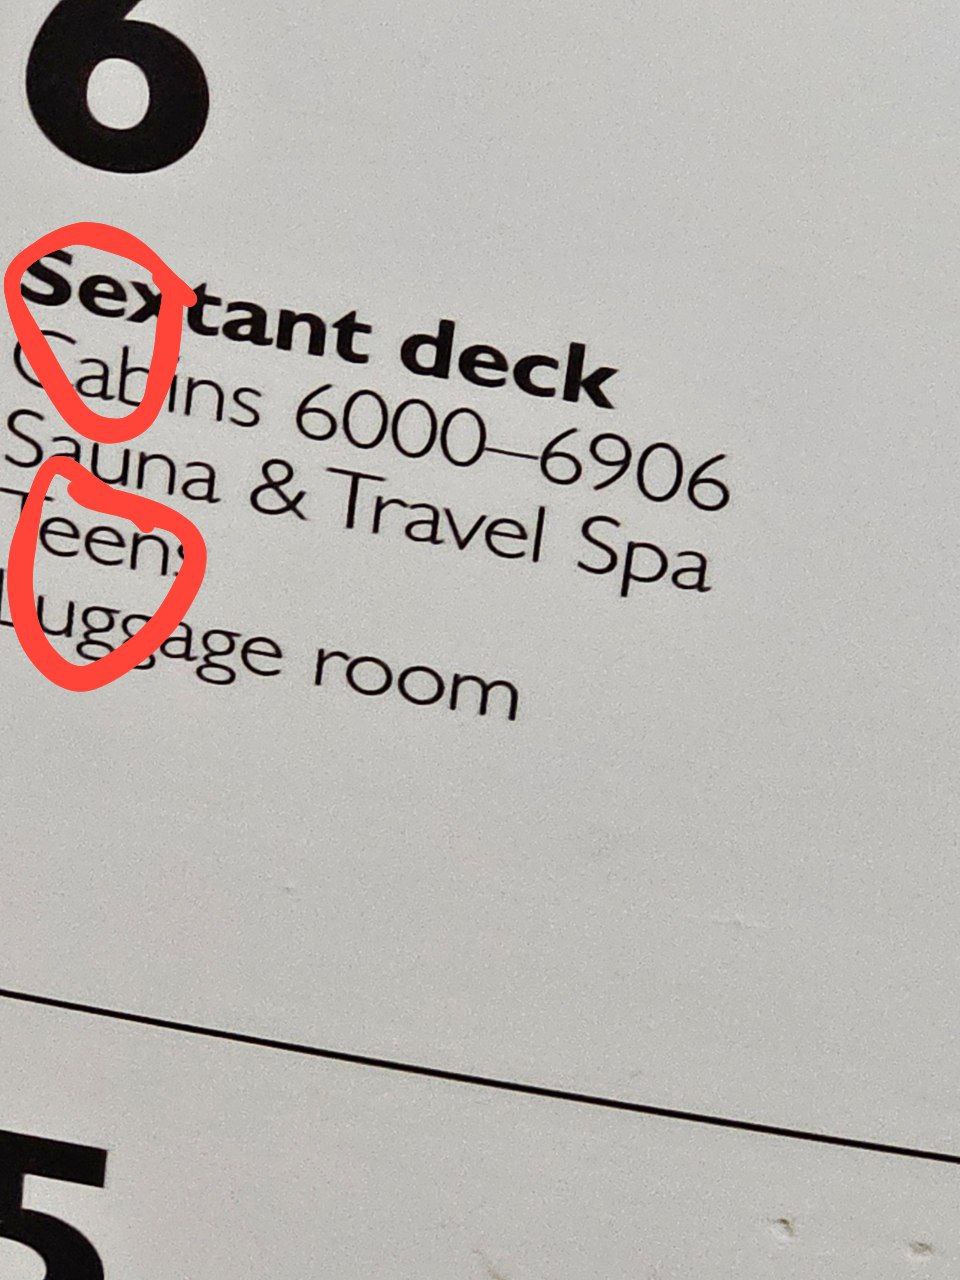 6
Sextant deck
Cabins 6000–6906
Sauna & Travel Spa
Teens
Luggage room
5